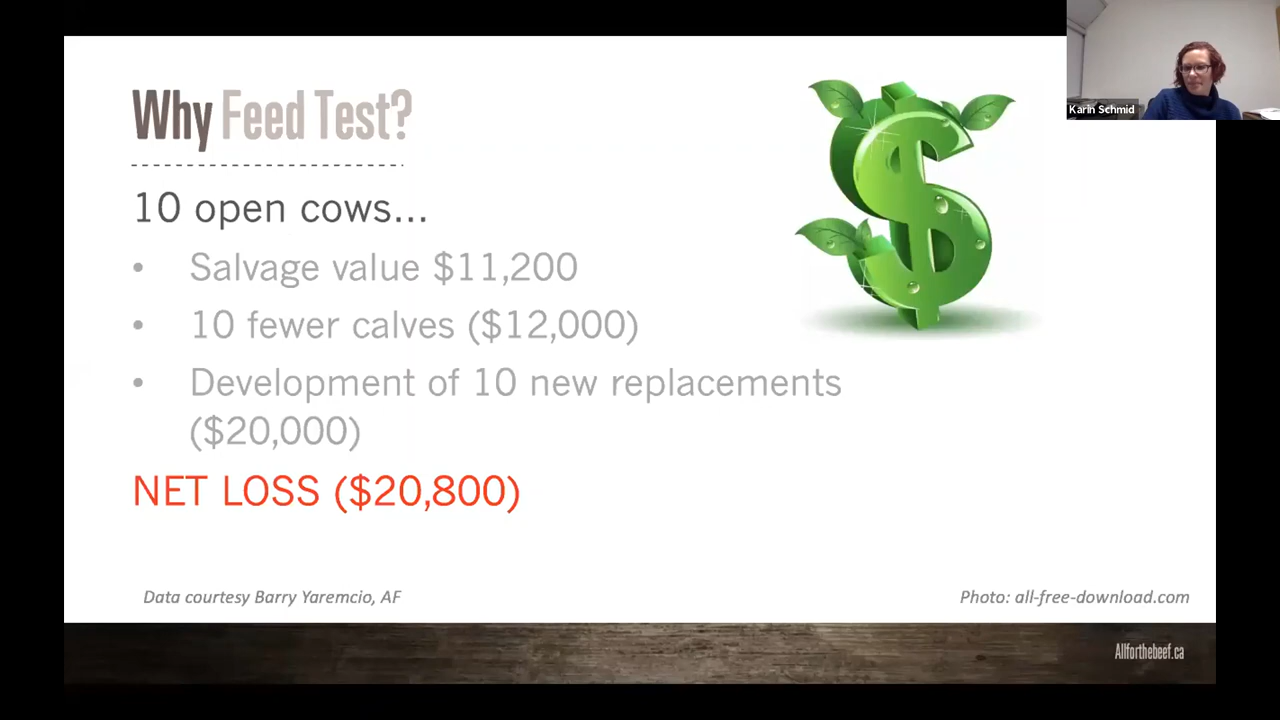 Karin Schmid
Why Feed Test?
10 open cows...
• Salvage value $11,200
• 10 fewer calves ($12,000)
• Development of 10 new replacements
($20,000)
NET LOSS ($20,800)
Data courtesy Barry Yaremcio, AF
Photo: all-free-download.com
Allforthebeef.ca